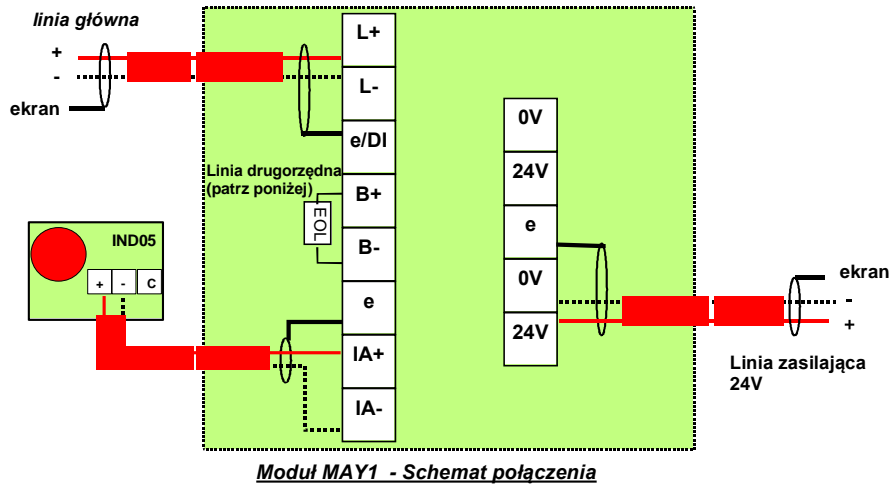 linia główna
+
-
ekran
L+
L-
e/DI
Linia drugorzędna
(patrz poniżej)
B+
EOL
B-
e
IA+
IA-
IND05
+ - C
0V
24V
e
0V
24V
ekran
-
+
Linia zasilająca
24V
Moduł MAY1 - Schemat połączenia